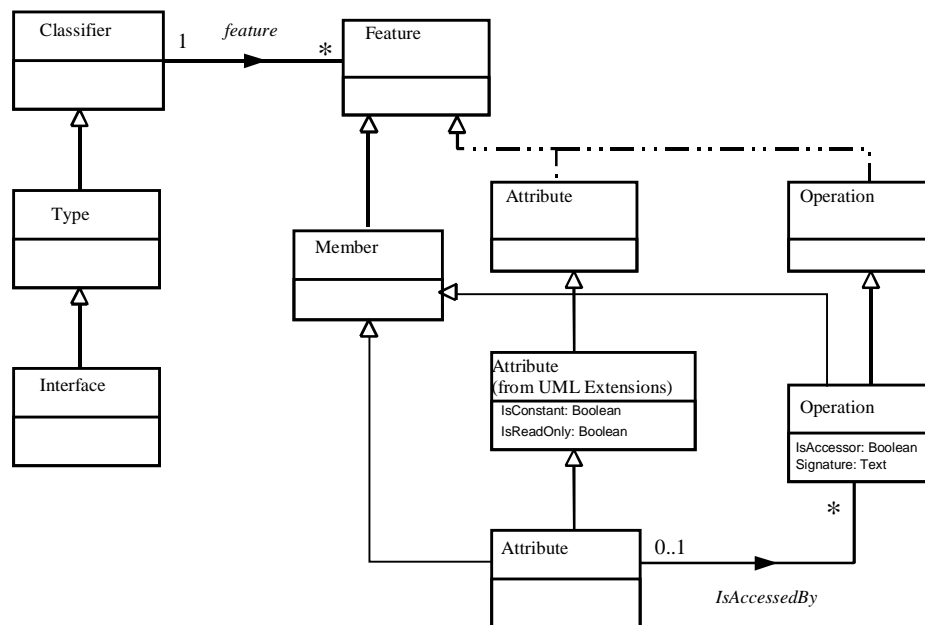 Classifier
1
feature
*
Feature
Type
Member
Attribute
Operation
Interface
Attribute
(from UML Extensions)
IsConstant: Boolean
IsReadOnly: Boolean
Operation
IsAccessor: Boolean
Signature: Text
*
Attribute
0..1
IsAccessedBy